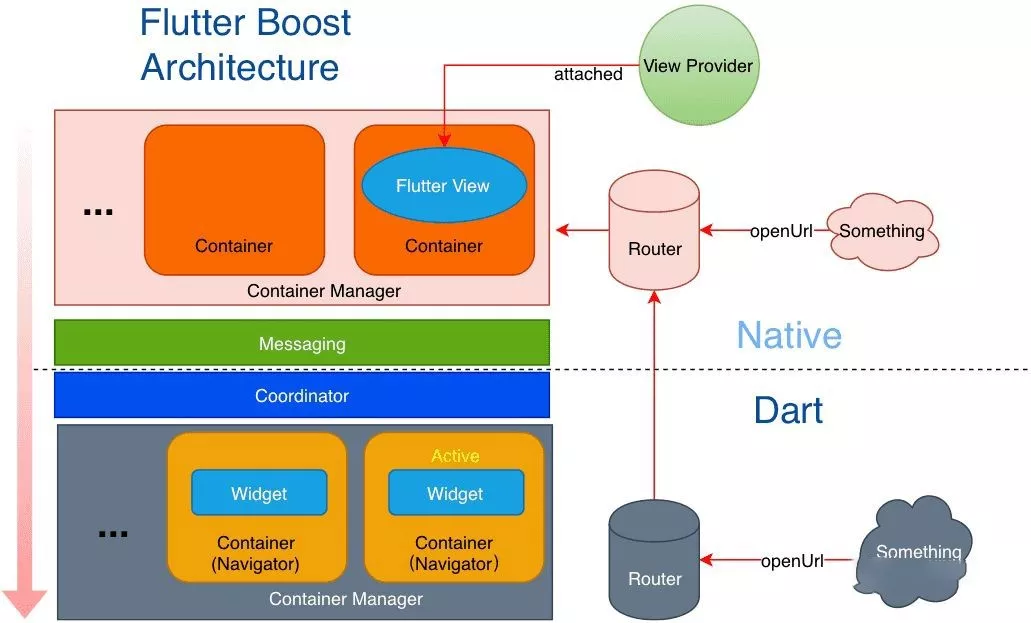 Flutter Boost
Architecture
View Provider
attached
Flutter View
...
Container
Container
Container Manager
Router
openUrl
Something
Messaging
Native
Coordinator
Dart
Active
Widget
Widget
...
Container
(Navigator)
Container
(Navigator)
Container Manager
Router
openUrl
Something